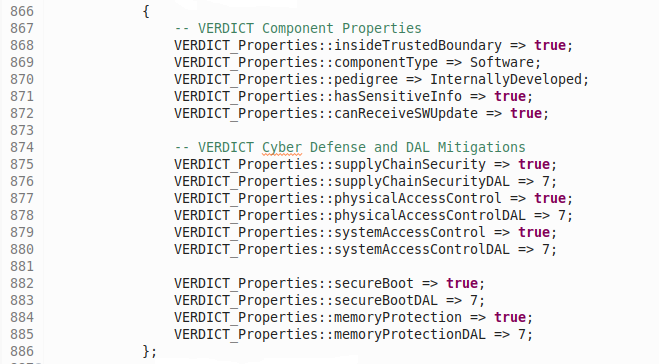 866 {
867 -- VERDICT Component Properties
868 VERDICT_Properties::insideTrustedBoundary => true;
869 VERDICT_Properties::componentType => Software;
870 VERDICT_Properties::pedigree => InternallyDeveloped;
871 VERDICT_Properties::hasSensitiveInfo => true;
872 VERDICT_Properties::canReceiveSWUpdate => true;
873
874 -- VERDICT Cyber Defense and DAL Mitigations
875 VERDICT_Properties::supplyChainSecurity => true;
876 VERDICT_Properties::supplyChainSecurityDAL => 7;
877 VERDICT_Properties::physicalAccessControl => true;
878 VERDICT_Properties::physicalAccessControlDAL => 7;
879 VERDICT_Properties::systemAccessControl => true;
880 VERDICT_Properties::systemAccessControlDAL => 7;
881
882 VERDICT_Properties::secureBoot => true;
883 VERDICT_Properties::secureBootDAL => 7;
884 VERDICT_Properties::memoryProtection => true;
885 VERDICT_Properties::memoryProtectionDAL => 7;
886 };